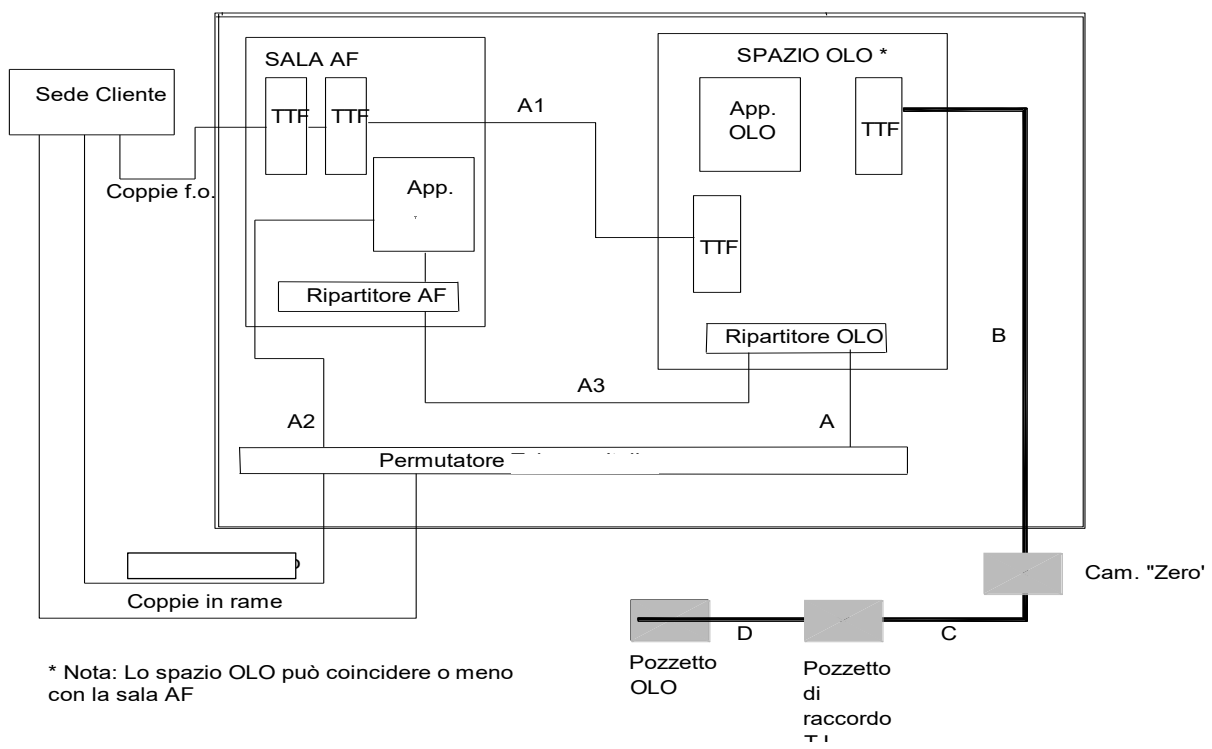 SALA AF
SPAZIO OLO *
Sede Cliente
TTF
TTF
A1
App.
OLO
TTF
Coppie f.o.
App.
TTF
Ripartitore AF
Ripartitore OLO
B
A3
A2
A
Permutatore
Coppie in rame
Cam. "Zero'
D
C
Pozzetto
OLO
Pozzetto
di
raccordo
* Nota: Lo spazio OLO può coincidere o meno
con la sala AF